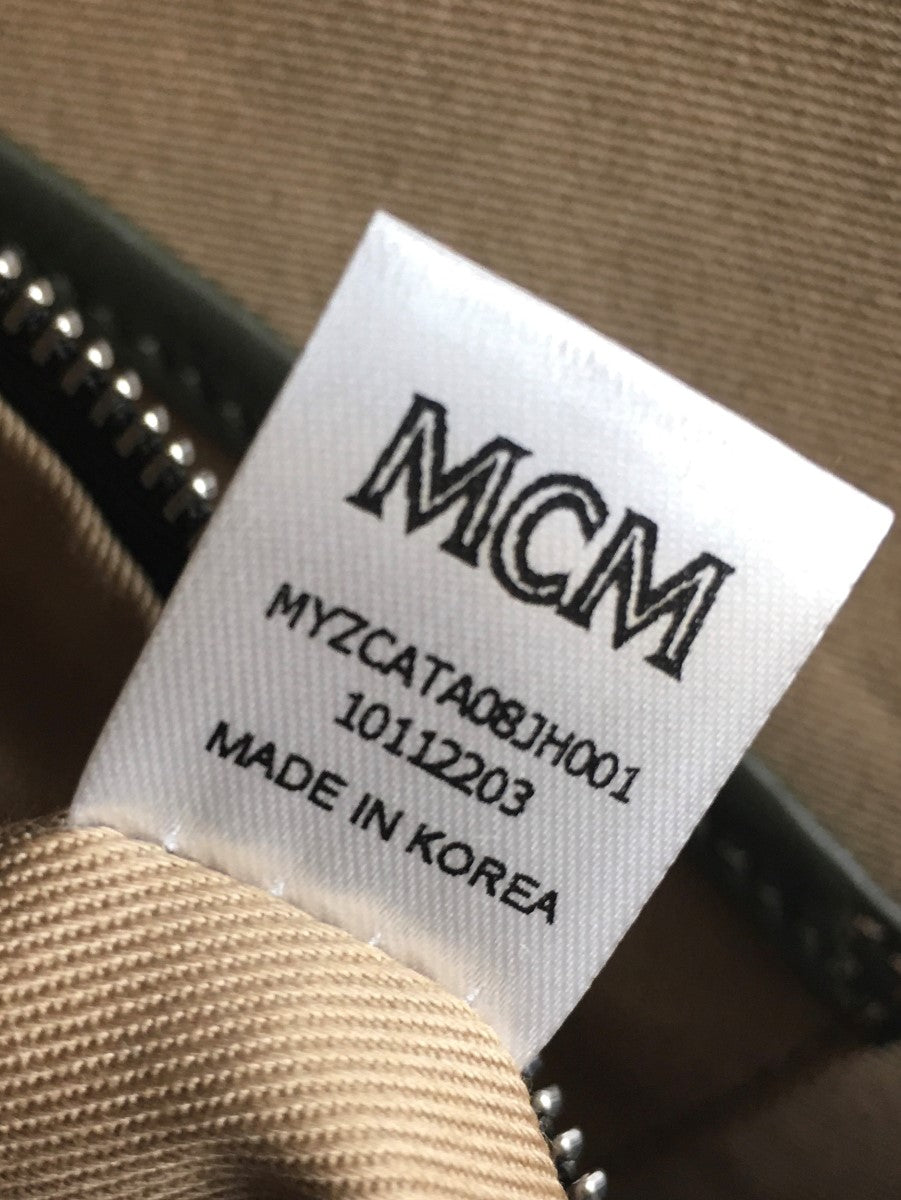 MCM
MYZCATA08JH001
10112203
MADE IN KOREA